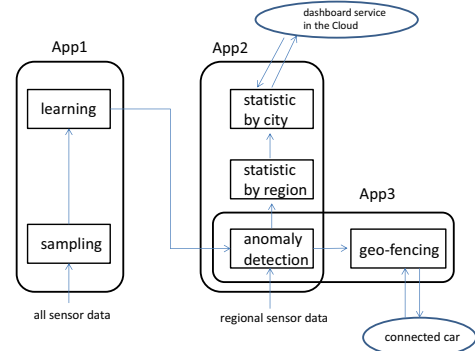 dashboard service
in the Cloud
App1
App2
learning
statistic
by city
statistic
by region
App3
sampling
anomaly
detection
geo-fencing
all sensor data
regional sensor data
connected car